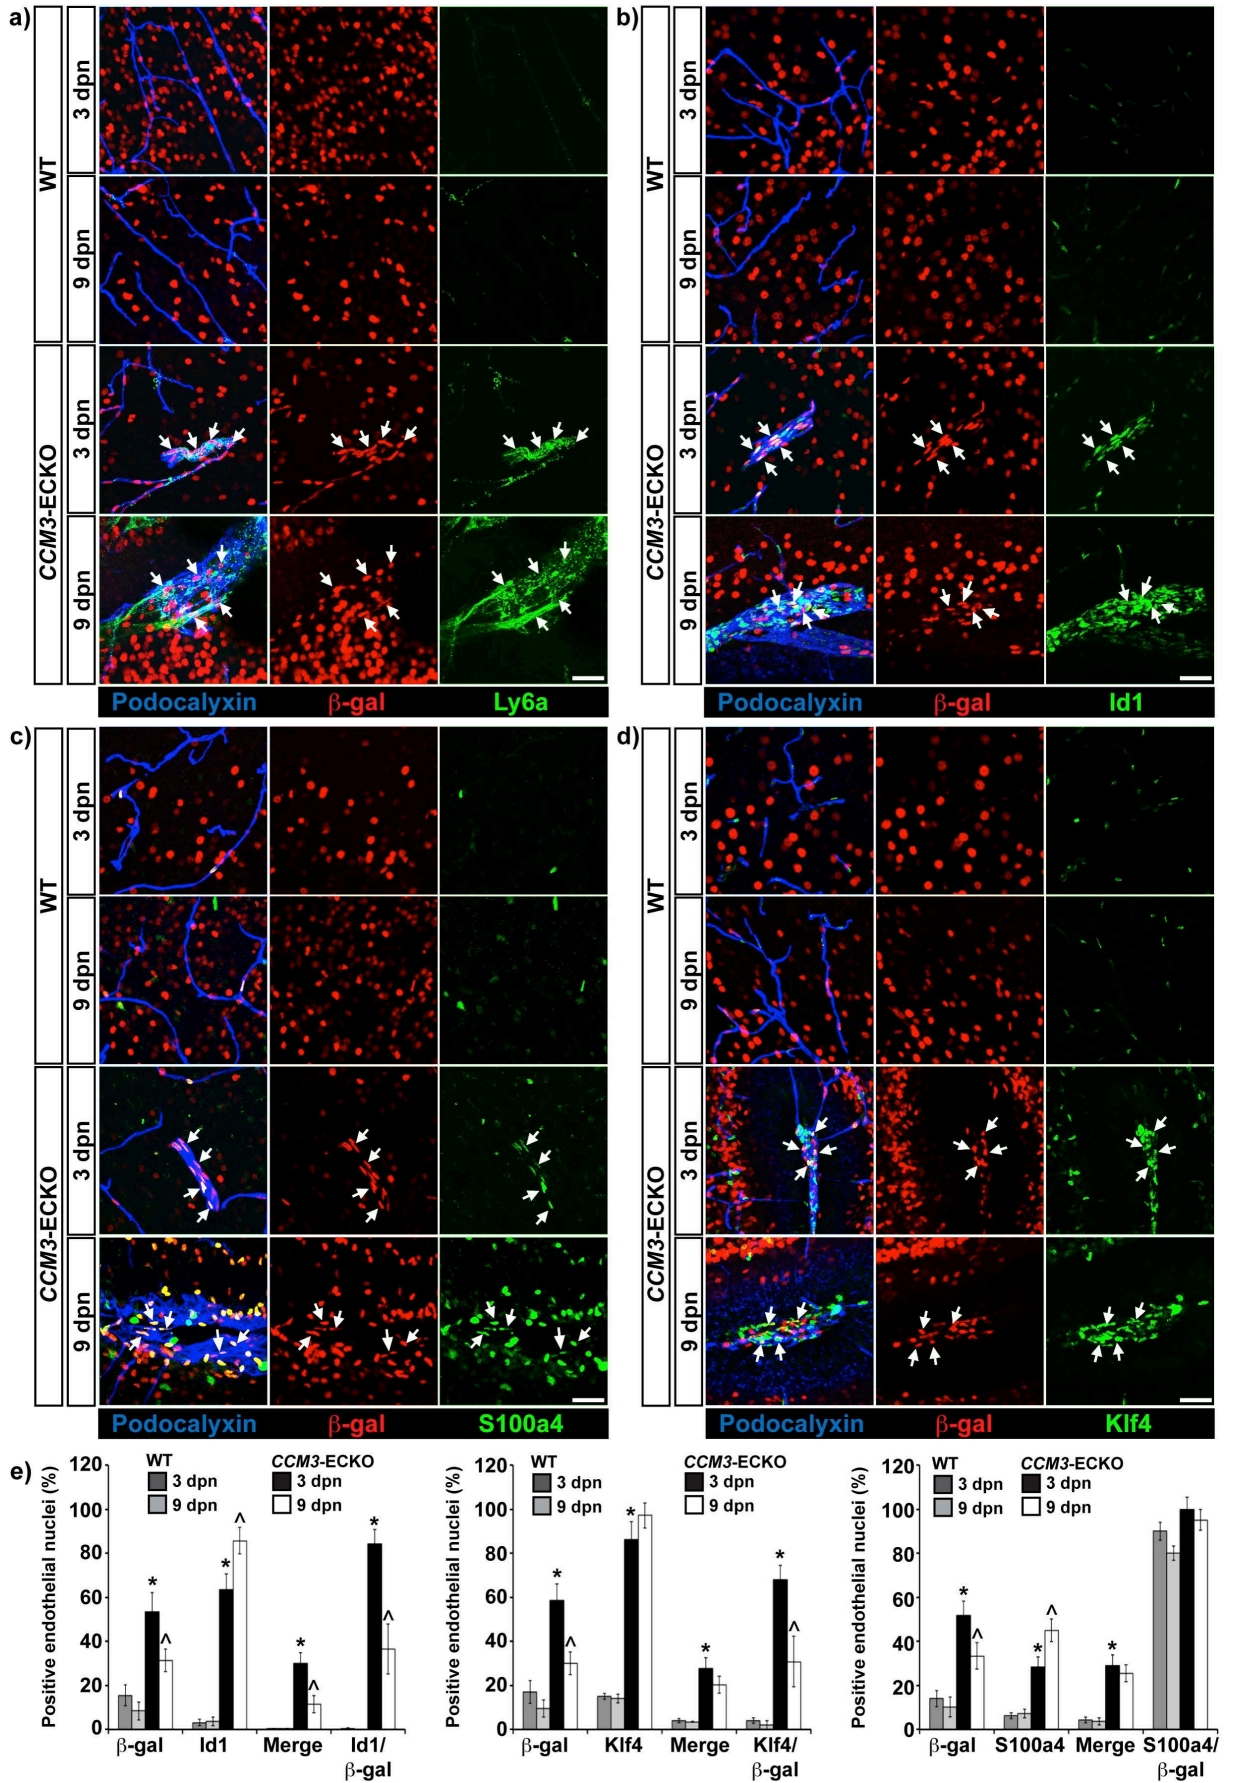 a)
WT
3 dpn
9 dpn
CCM3-ECKO
3 dpn
9 dpn
Podocalyxin β-gal Ly6a
b)
WT
3 dpn
9 dpn
CCM3-ECKO
3 dpn
9 dpn
Podocalyxin β-gal Id1
c)
WT
3 dpn
9 dpn
CCM3-ECKO
3 dpn
9 dpn
Podocalyxin β-gal S100a4
d)
WT
3 dpn
9 dpn
CCM3-ECKO
3 dpn
9 dpn
Podocalyxin β-gal Klf4
e)
Positive endothelial nuclei (%)
120
100
80
60
40
20
0
WT CCM3-ECKO
3 dpn 3 dpn
9 dpn 9 dpn
* ^ * ^ * ^ * ^
β-gal Id1 Merge Id1/
β-gal
Positive endothelial nuclei (%)
120
100
80
60
40
20
0
WT CCM3-ECKO
3 dpn 3 dpn
9 dpn 9 dpn
* ^ * * * ^
β-gal Klf4 Merge Klf4/
β-gal
Positive endothelial nuclei (%)
120
100
80
60
40
20
0
WT CCM3-ECKO
3 dpn 3 dpn
9 dpn 9 dpn
* ^ * ^ *
β-gal S100a4 Merge S100a4/
β-gal